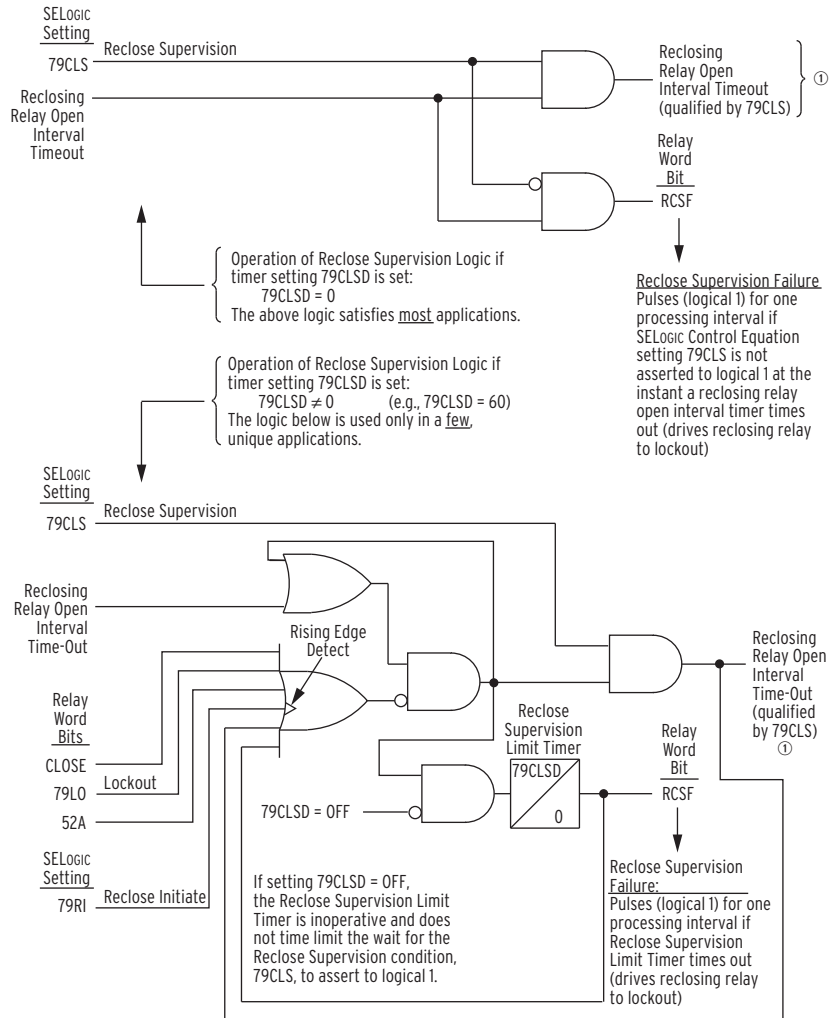 SELOGIC
Setting
79CLS
Reclose Supervision
Reclosing
Relay Open
Interval
Timeout
Reclosing
Relay Open
Interval Timeout
(qualified by 79CLS)
①
Relay
Word
Bit
RCSF
Operation of Reclose Supervision Logic if
timer setting 79CLSD is set:
79CLSD = 0
The above logic satisfies most applications.
Reclose Supervision Failure
Pulses (logical 1) for one
processing interval if
SELOGIC Control Equation
setting 79CLS is not
asserted to logical 1 at the
instant a reclosing relay
open interval timer times
out (drives reclosing relay
to lockout)
Operation of Reclose Supervision Logic if
timer setting 79CLSD is set:
79CLSD ≠ 0 (e.g., 79CLSD = 60)
The logic below is used only in a few,
unique applications.
SELOGIC
Setting
79CLS
Reclose Supervision
Reclosing
Relay Open
Interval
Time-Out
Rising Edge
Detect
Relay
Word
Bits
CLOSE
79LO
Lockout
52A
SELOGIC
Setting
79RI
Reclose Initiate
79CLSD = OFF
Reclose
Supervision
Limit Timer
79CLSD
0
Relay
Word
Bit
RCSF
Reclosing
Relay Open
Interval
Time-Out
(qualified
by 79CLS)
①
If setting 79CLSD = OFF,
the Reclose Supervision Limit
Timer is inoperative and does
not time limit the wait for the
Reclose Supervision condition,
79CLS, to assert to logical 1.
Reclose Supervision
Failure:
Pulses (logical 1) for one
processing interval if
Reclose Supervision
Limit Timer times out
(drives reclosing relay
to lockout)